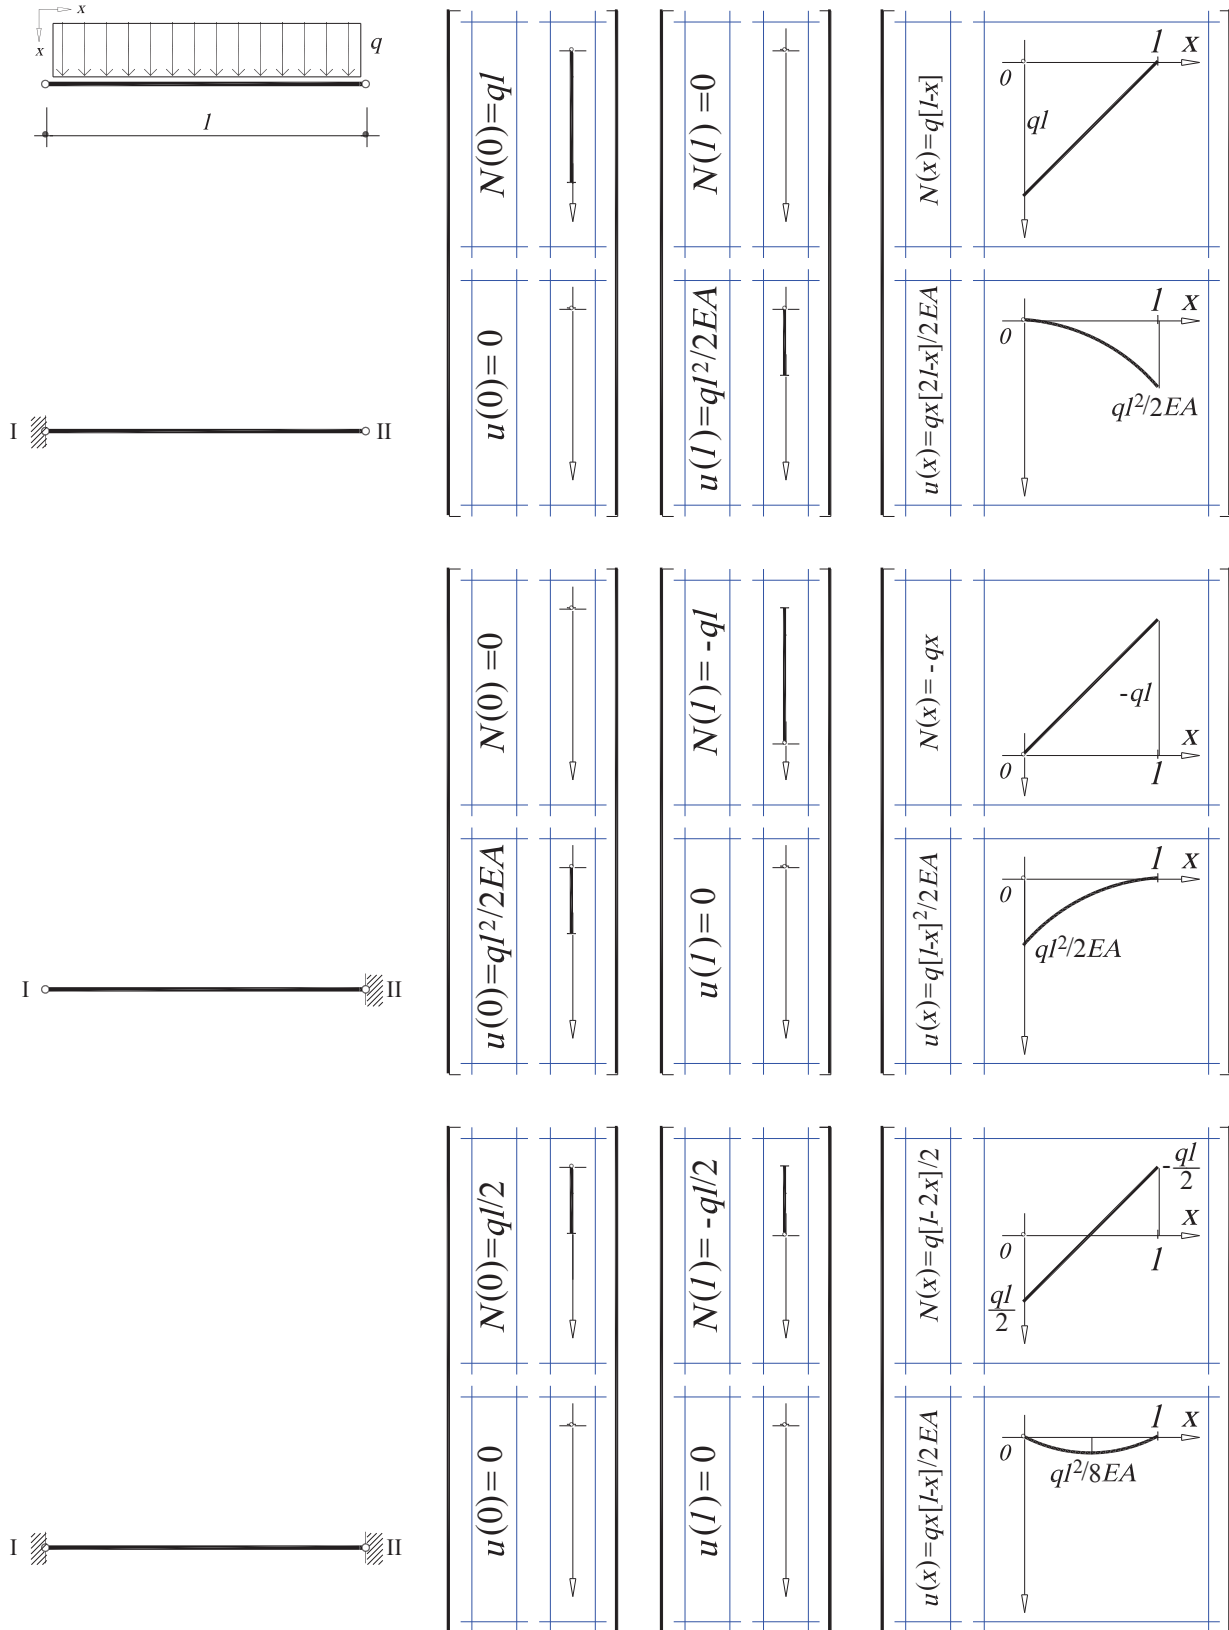 x
x
q
l
N(0)=ql
N(l) =0
N(x)=q[l-x]
0
l
x
ql
I
II
u(0)= 0
u(l)=ql²/2EA
u(x)=qx[2l-x]/2EA
0
l
x
ql²/2EA
N(0) =0
N(l)= -ql
N(x)= -qx
-ql
x
0
l
I
II
u(0)=ql²/2EA
u(l)= 0
u(x)=q[l-x]²/2EA
0
l
x
ql²/2EA
N(0)=ql/2
N(l)= -ql/2
N(x)=q[l-2x]/2
-ql/2
x
0
l
ql/2
I
II
u(0)= 0
u(l)= 0
u(x)=qx[l-x]/2EA
0
l
x
ql²/8EA